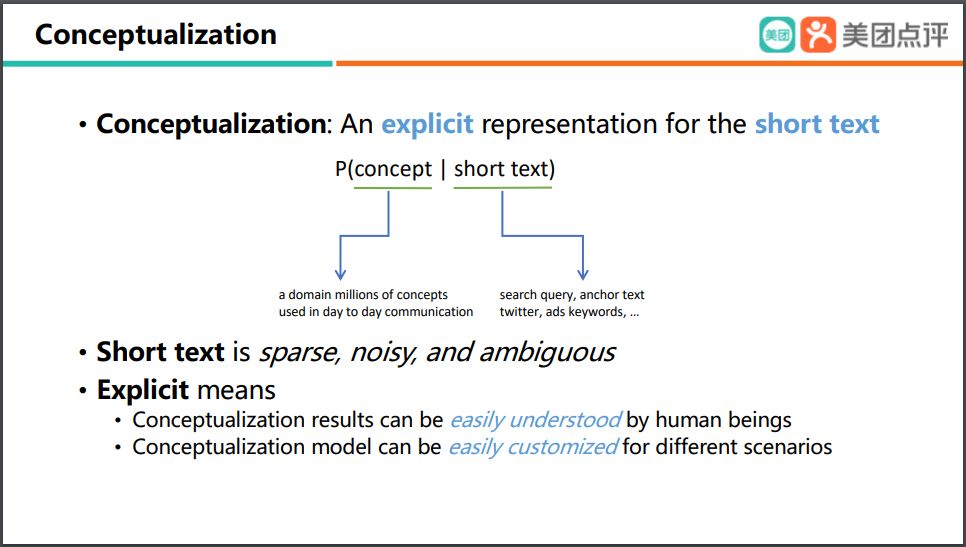 Conceptualization
美团 美团点评
• Conceptualization: An explicit representation for the short text
P(concept | short text)
a domain millions of concepts
used in day to day communication
search query, anchor text
twitter, ads keywords, ...
• Short text is sparse, noisy, and ambiguous
• Explicit means
• Conceptualization results can be easily understood by human beings
• Conceptualization model can be easily customized for different scenarios